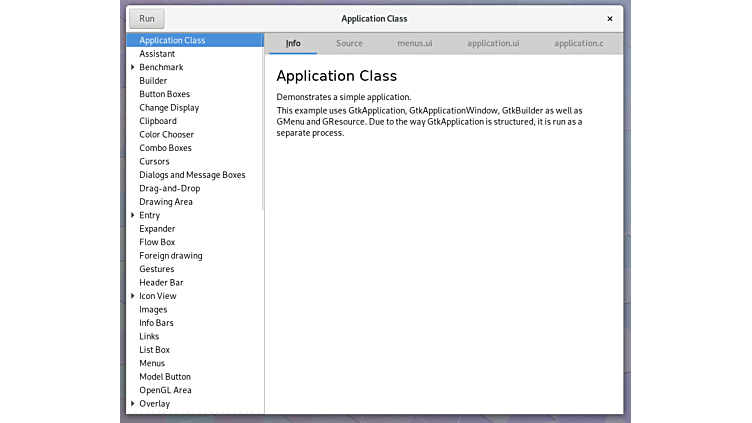 Run
Application Class
×
Application Class
Assistant
Benchmark
Builder
Button Boxes
Change Display
Clipboard
Color Chooser
Combo Boxes
Cursors
Dialogs and Message Boxes
Drag-and-Drop
Drawing Area
Entry
Expander
Flow Box
Foreign drawing
Gestures
Header Bar
Icon View
Images
Info Bars
Links
List Box
Menus
Model Button
OpenGL Area
Overlay
Info
Source
menus.ui
application.ui
application.c
Application Class
Demonstrates a simple application.
This example uses GtkApplication, GtkApplicationWindow, GtkBuilder as well as
GMenu and GResource. Due to the way GtkApplication is structured, it is run as a
separate process.